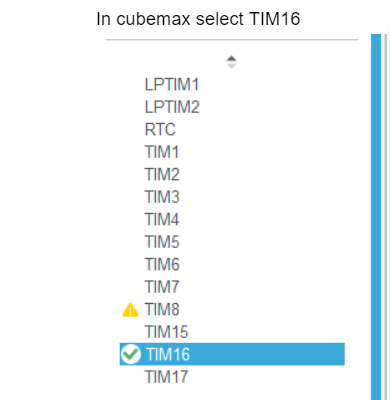 In cubemax select TIM16
LPTIM1
LPTIM2
RTC
TIM1
TIM2
TIM3
TIM4
TIM5
TIM6
TIM7
TIM8
TIM15
TIM16
TIM17